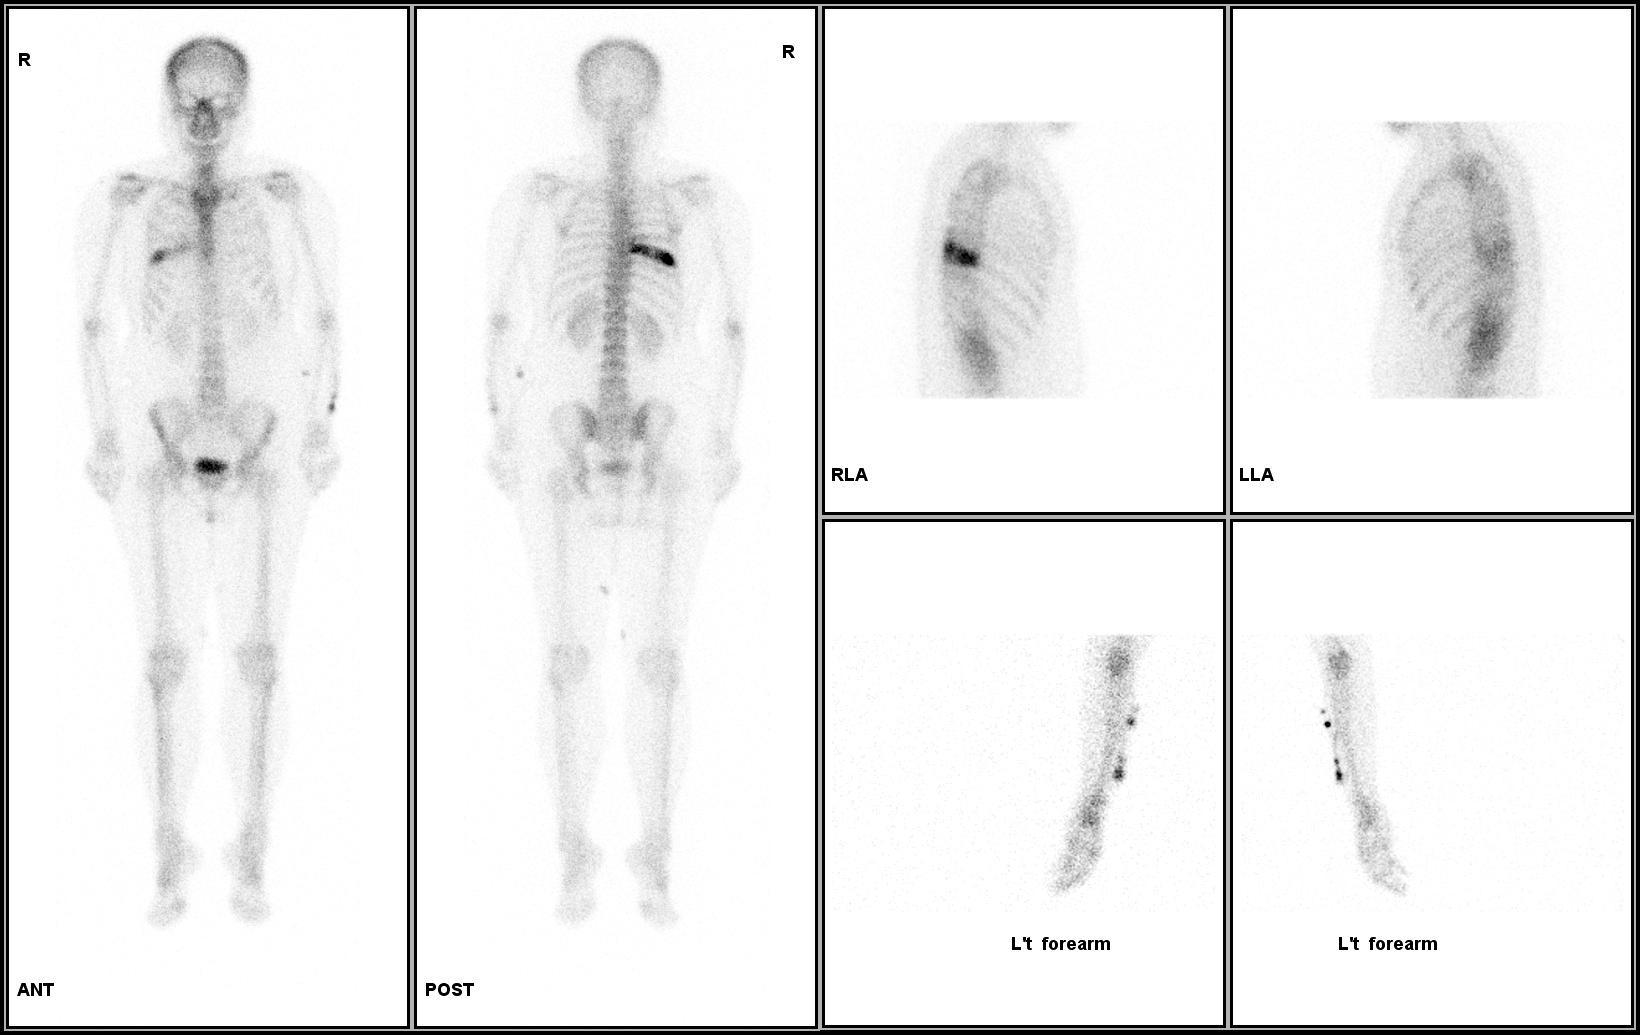 R
R
ANT
POST
RLA
LLA
L't forearm
L't forearm